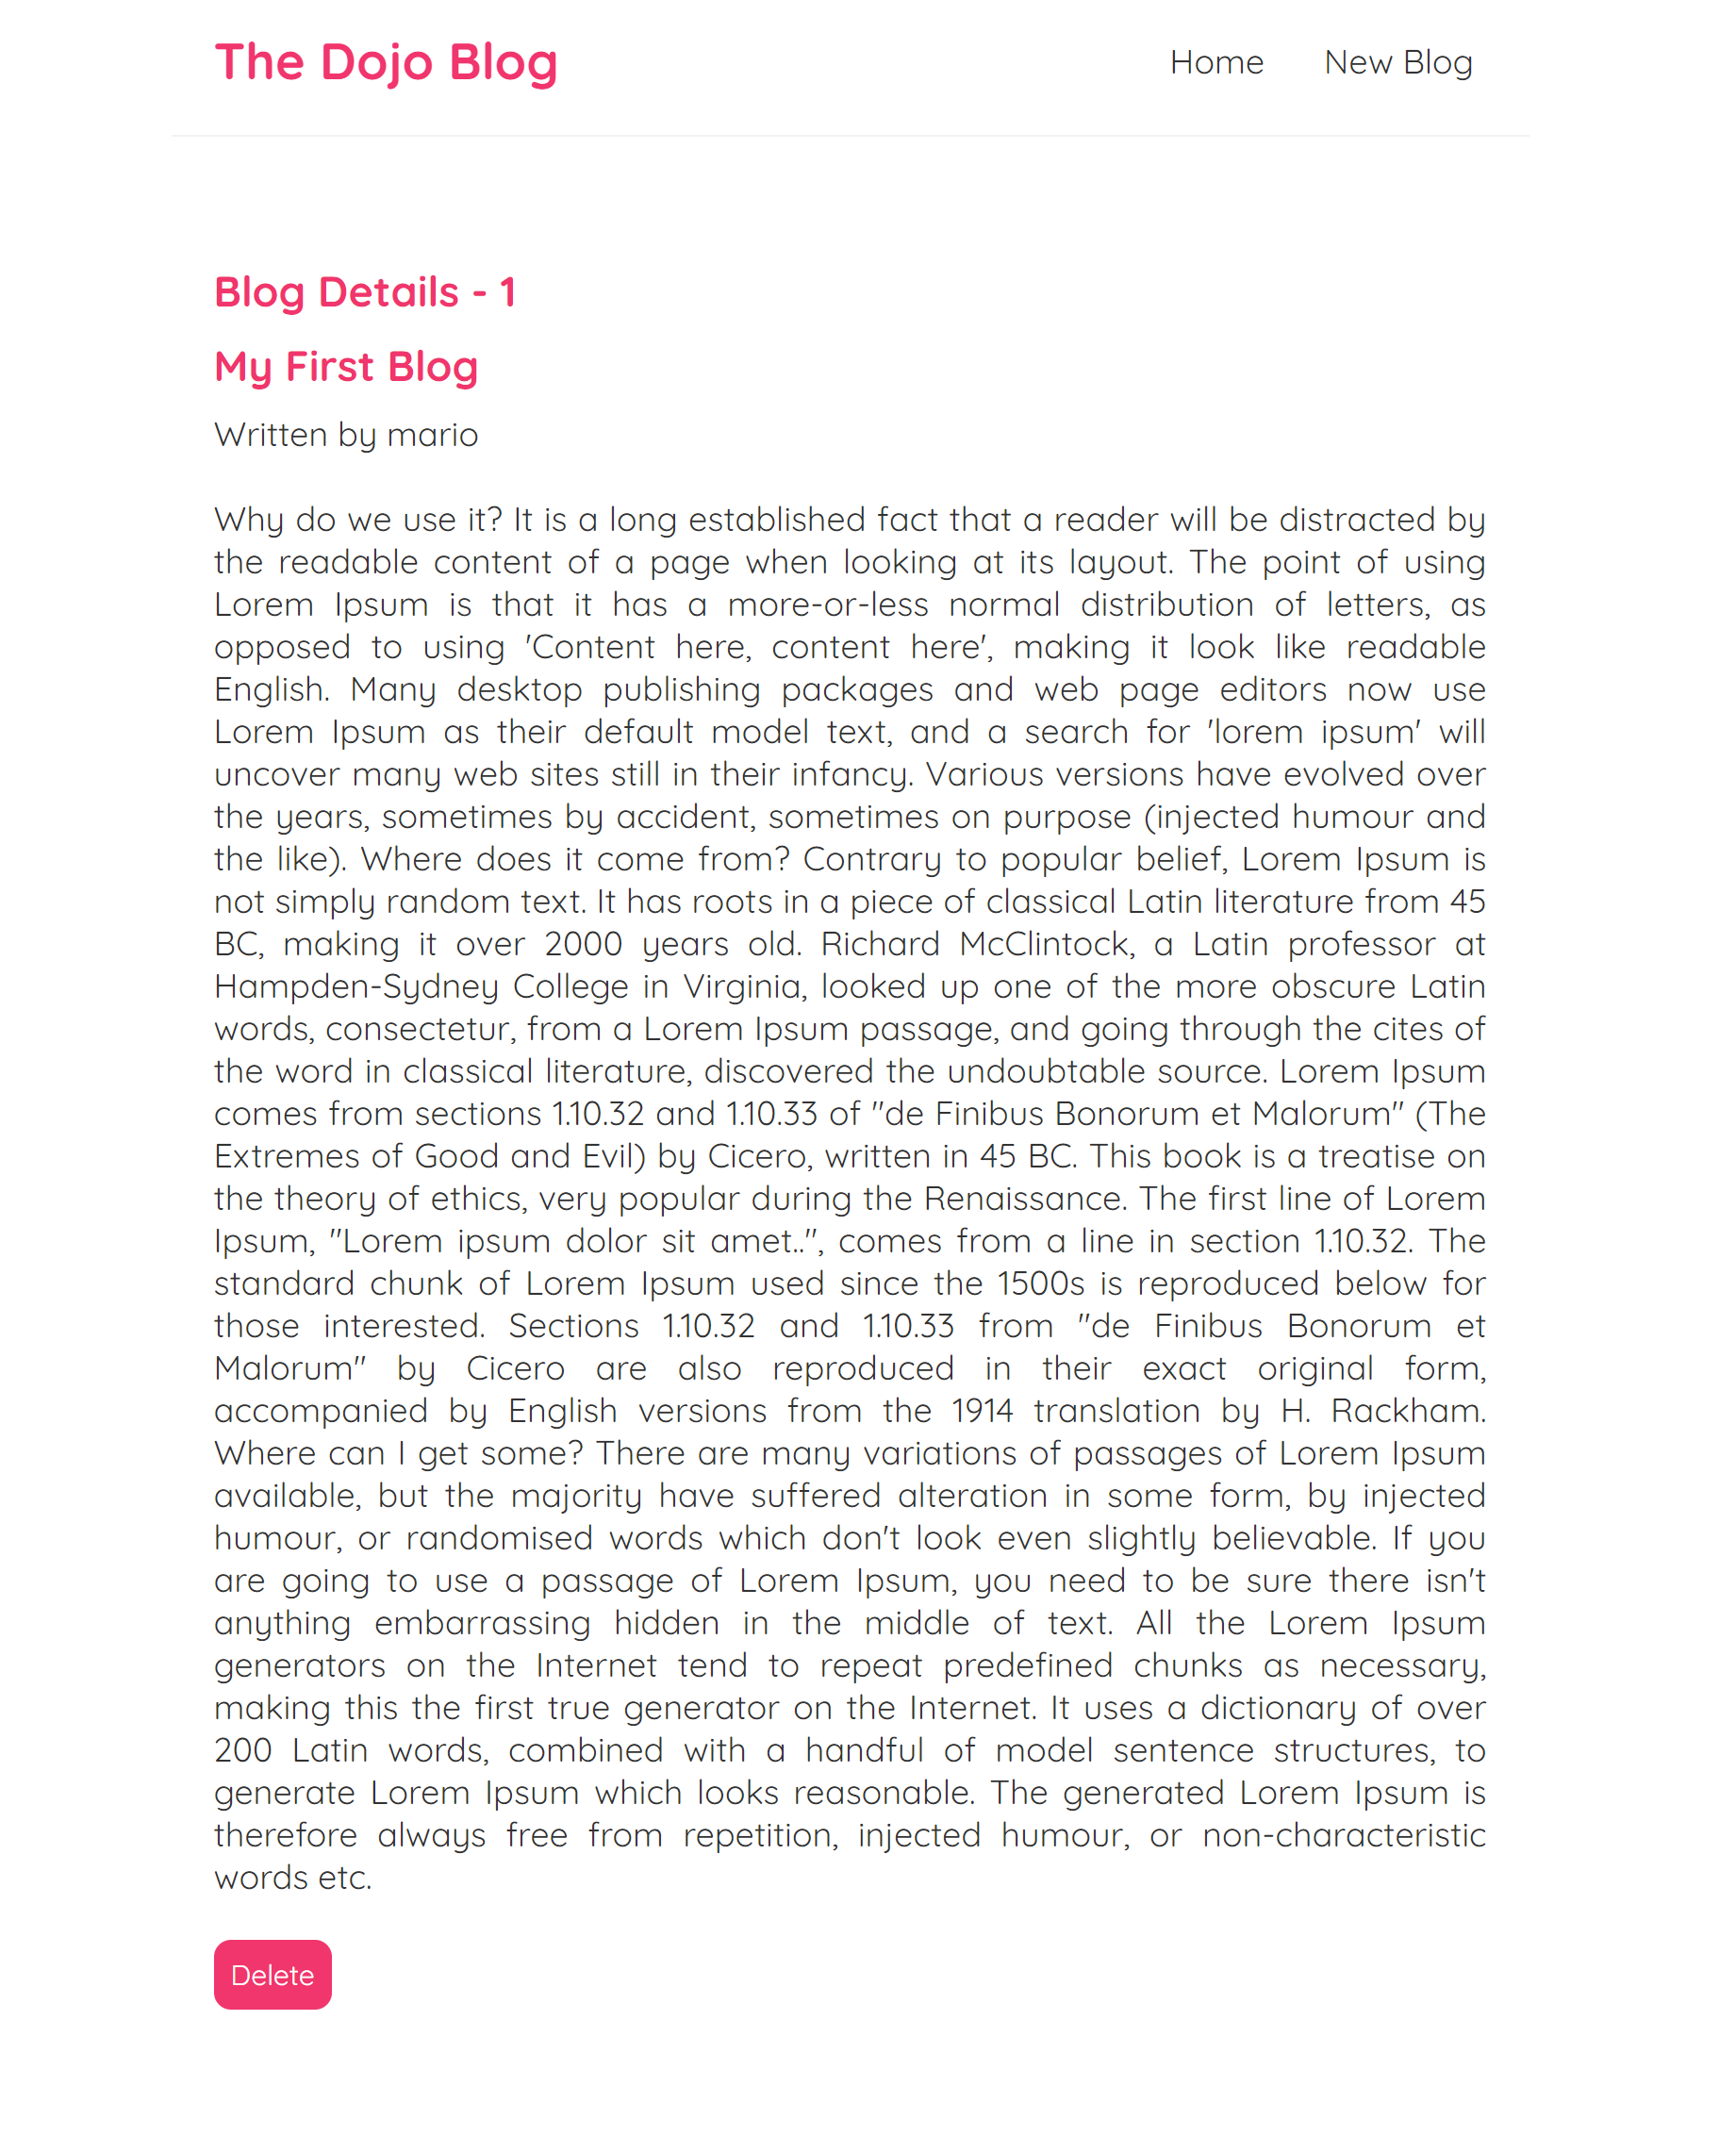 The Dojo Blog
Home New Blog
Blog Details - 1
My First Blog
Written by mario
Why do we use it? It is a long established fact that a reader will be distracted by
the readable content of a page when looking at its layout. The point of using
Lorem Ipsum is that it has a more-or-less normal distribution of letters, as
opposed to using 'Content here, content here', making it look like readable
English. Many desktop publishing packages and web page editors now use
Lorem Ipsum as their default model text, and a search for 'lorem ipsum' will
uncover many web sites still in their infancy. Various versions have evolved over
the years, sometimes by accident, sometimes on purpose (injected humour and
the like). Where does it come from? Contrary to popular belief, Lorem Ipsum is
not simply random text. It has roots in a piece of classical Latin literature from 45
BC, making it over 2000 years old. Richard McClintock, a Latin professor at
Hampden-Sydney College in Virginia, looked up one of the more obscure Latin
words, consectetur, from a Lorem Ipsum passage, and going through the cites of
the word in classical literature, discovered the undoubtable source. Lorem Ipsum
comes from sections 1.10.32 and 1.10.33 of "de Finibus Bonorum et Malorum" (The
Extremes of Good and Evil) by Cicero, written in 45 BC. This book is a treatise on
the theory of ethics, very popular during the Renaissance. The first line of Lorem
Ipsum, "Lorem ipsum dolor sit amet..", comes from a line in section 1.10.32. The
standard chunk of Lorem Ipsum used since the 1500s is reproduced below for
those interested. Sections 1.10.32 and 1.10.33 from "de Finibus Bonorum et
Malorum" by Cicero are also reproduced in their exact original form,
accompanied by English versions from the 1914 translation by H. Rackham.
Where can I get some? There are many variations of passages of Lorem Ipsum
available, but the majority have suffered alteration in some form, by injected
humour, or randomised words which don't look even slightly believable. If you
are going to use a passage of Lorem Ipsum, you need to be sure there isn't
anything embarrassing hidden in the middle of text. All the Lorem Ipsum
generators on the Internet tend to repeat predefined chunks as necessary,
making this the first true generator on the Internet. It uses a dictionary of over
200 Latin words, combined with a handful of model sentence structures, to
generate Lorem Ipsum which looks reasonable. The generated Lorem Ipsum is
therefore always free from repetition, injected humour, or non-characteristic
words etc.
Delete